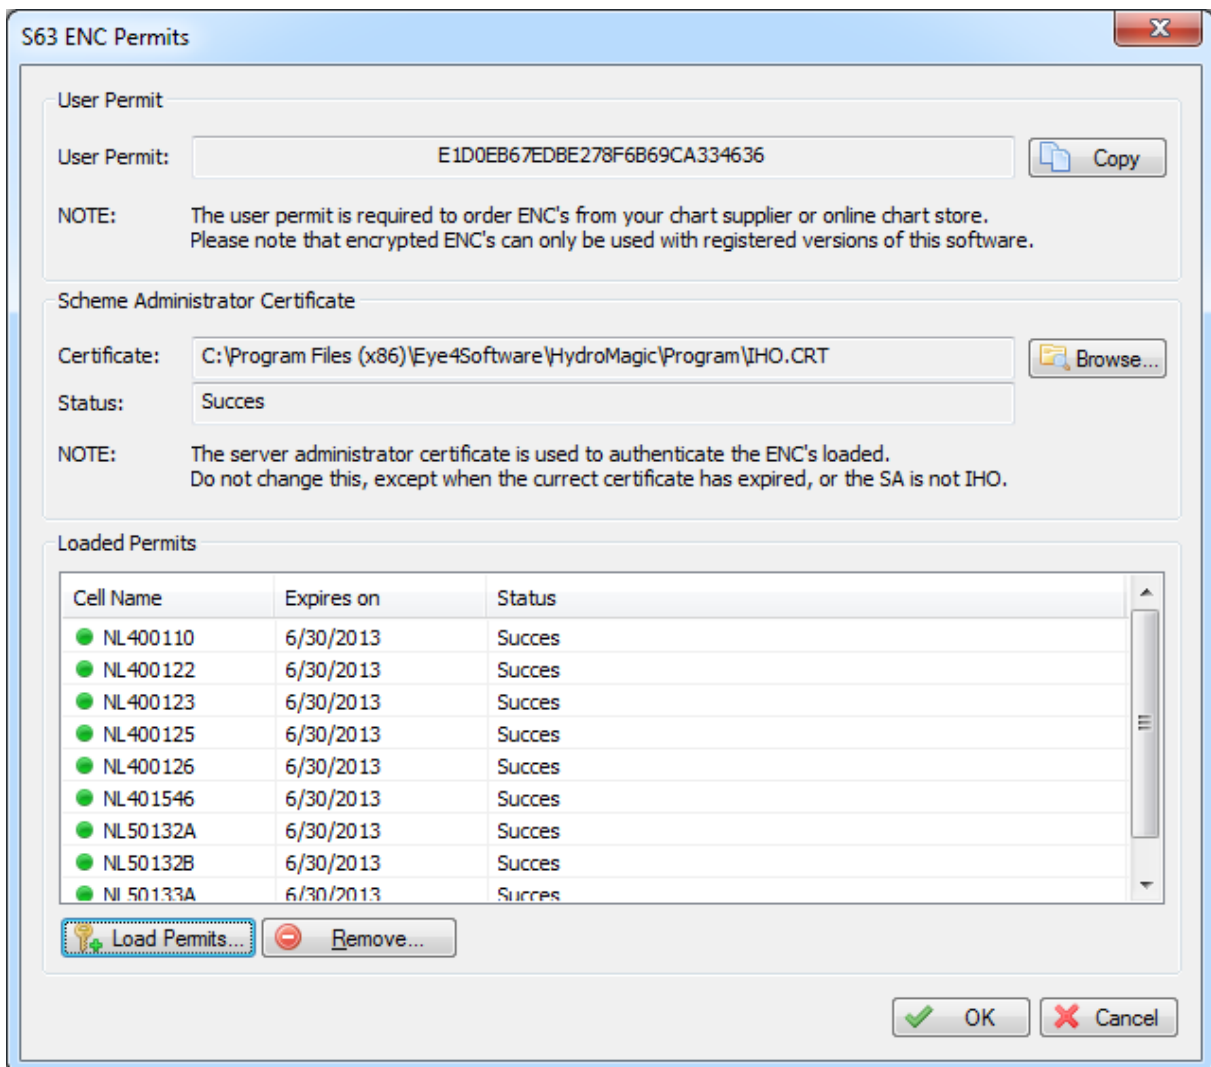 S63 ENC Permits
User Permit
User Permit: E1D0EB67EDBE278F6B69CA334636 Copy
NOTE: The user permit is required to order ENC's from your chart supplier or online chart store.
Please note that encrypted ENC's can only be used with registered versions of this software.
Scheme Administrator Certificate
Certificate: C:\Program Files (x86)\Eye4Software\HydroMagic\Program\IHO.CRT Browse...
Status: Succes
NOTE: The server administrator certificate is used to authenticate the ENC's loaded.
Do not change this, except when the currect certificate has expired, or the SA is not IHO.
Loaded Permits
Cell Name Expires on Status
NL400110 6/30/2013 Succes
NL400122 6/30/2013 Succes
NL400123 6/30/2013 Succes
NL400125 6/30/2013 Succes
NL400126 6/30/2013 Succes
NL401546 6/30/2013 Succes
NL50132A 6/30/2013 Succes
NL50132B 6/30/2013 Succes
NL50133A 6/30/2013 Succes
Load Permits... Remove...
OK Cancel